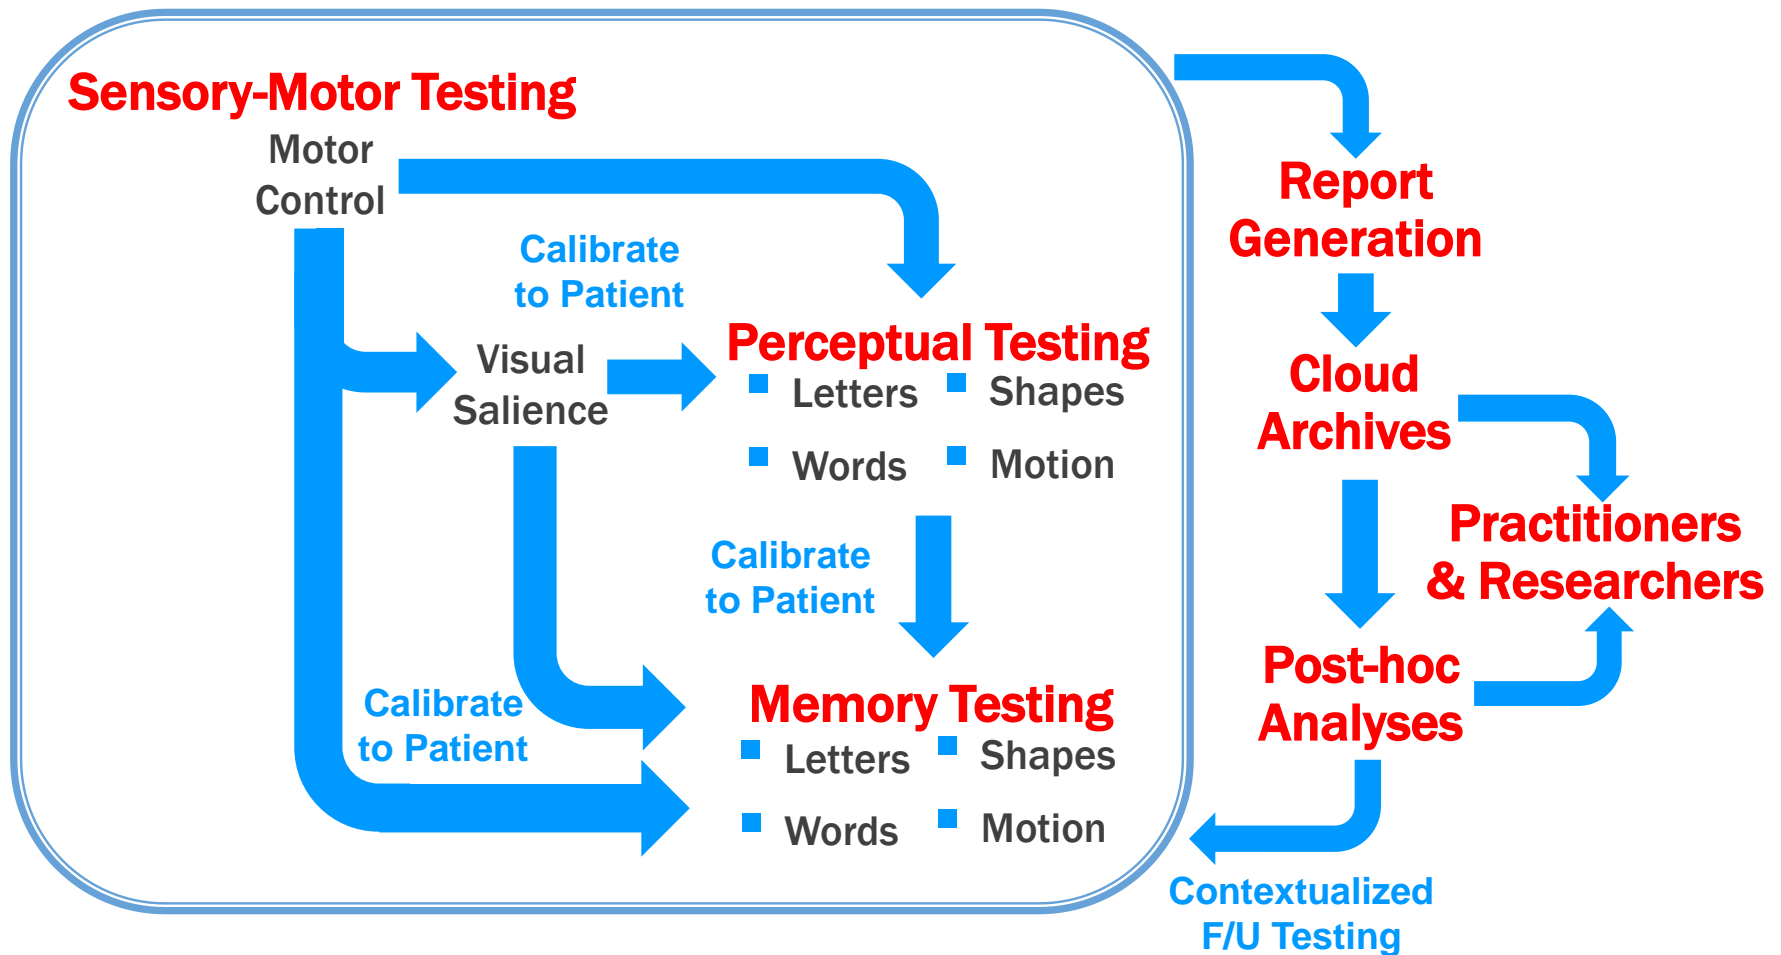 Sensory-Motor Testing
Motor
Control
Calibrate
to Patient
Visual
Salience
Perceptual Testing
Letters
Shapes
Words
Motion
Calibrate
to Patient
Calibrate
to Patient
Memory Testing
Letters
Shapes
Words
Motion
Report
Generation
Cloud
Archives
Practitioners
& Researchers
Post-hoc
Analyses
Contextualized
F/U Testing